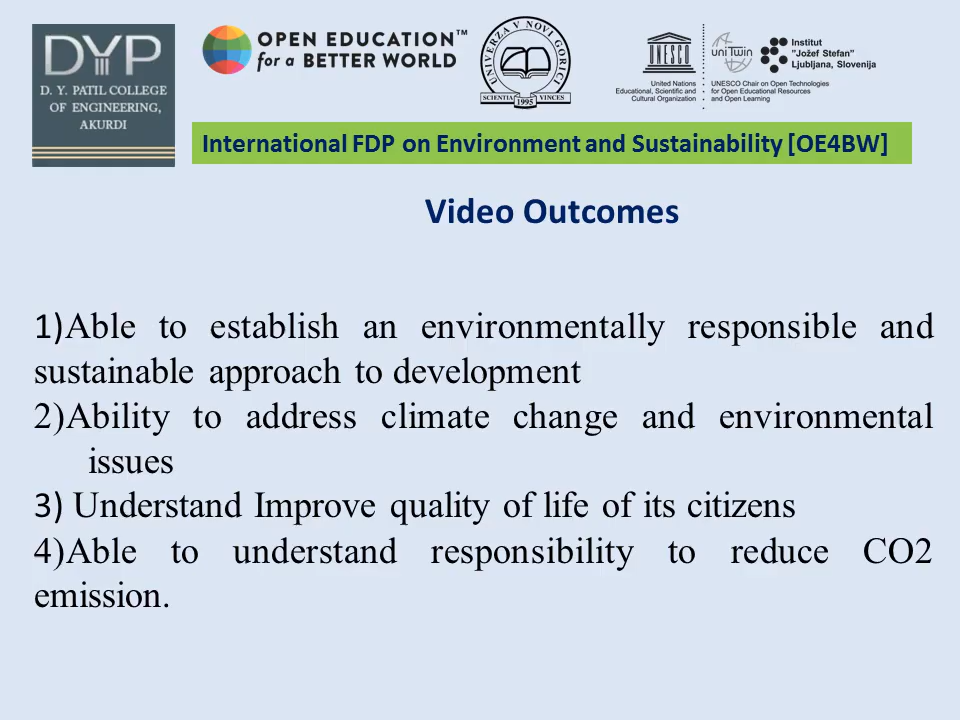 DYP
D. Y. PATIL COLLEGE
OF ENGINEERING,
AKURDI
OPEN EDUCATION™
for a BETTER WORLD
UNIVERZA V NOVI GORICI
SCIENTIA VINCES
1995
UNESCO
United Nations
Educational, Scientific and
Cultural Organization
uniTwin
UNESCO Chair on Open Technologies
for Open Educational Resources
and Open Learning
Institut
"Jožef Stefan"
Ljubljana, Slovenija
International FDP on Environment and Sustainability [OE4BW]
Video Outcomes
1)Able to establish an environmentally responsible and
sustainable approach to development
2)Ability to address climate change and environmental
issues
3) Understand Improve quality of life of its citizens
4)Able to understand responsibility to reduce CO2
emission.